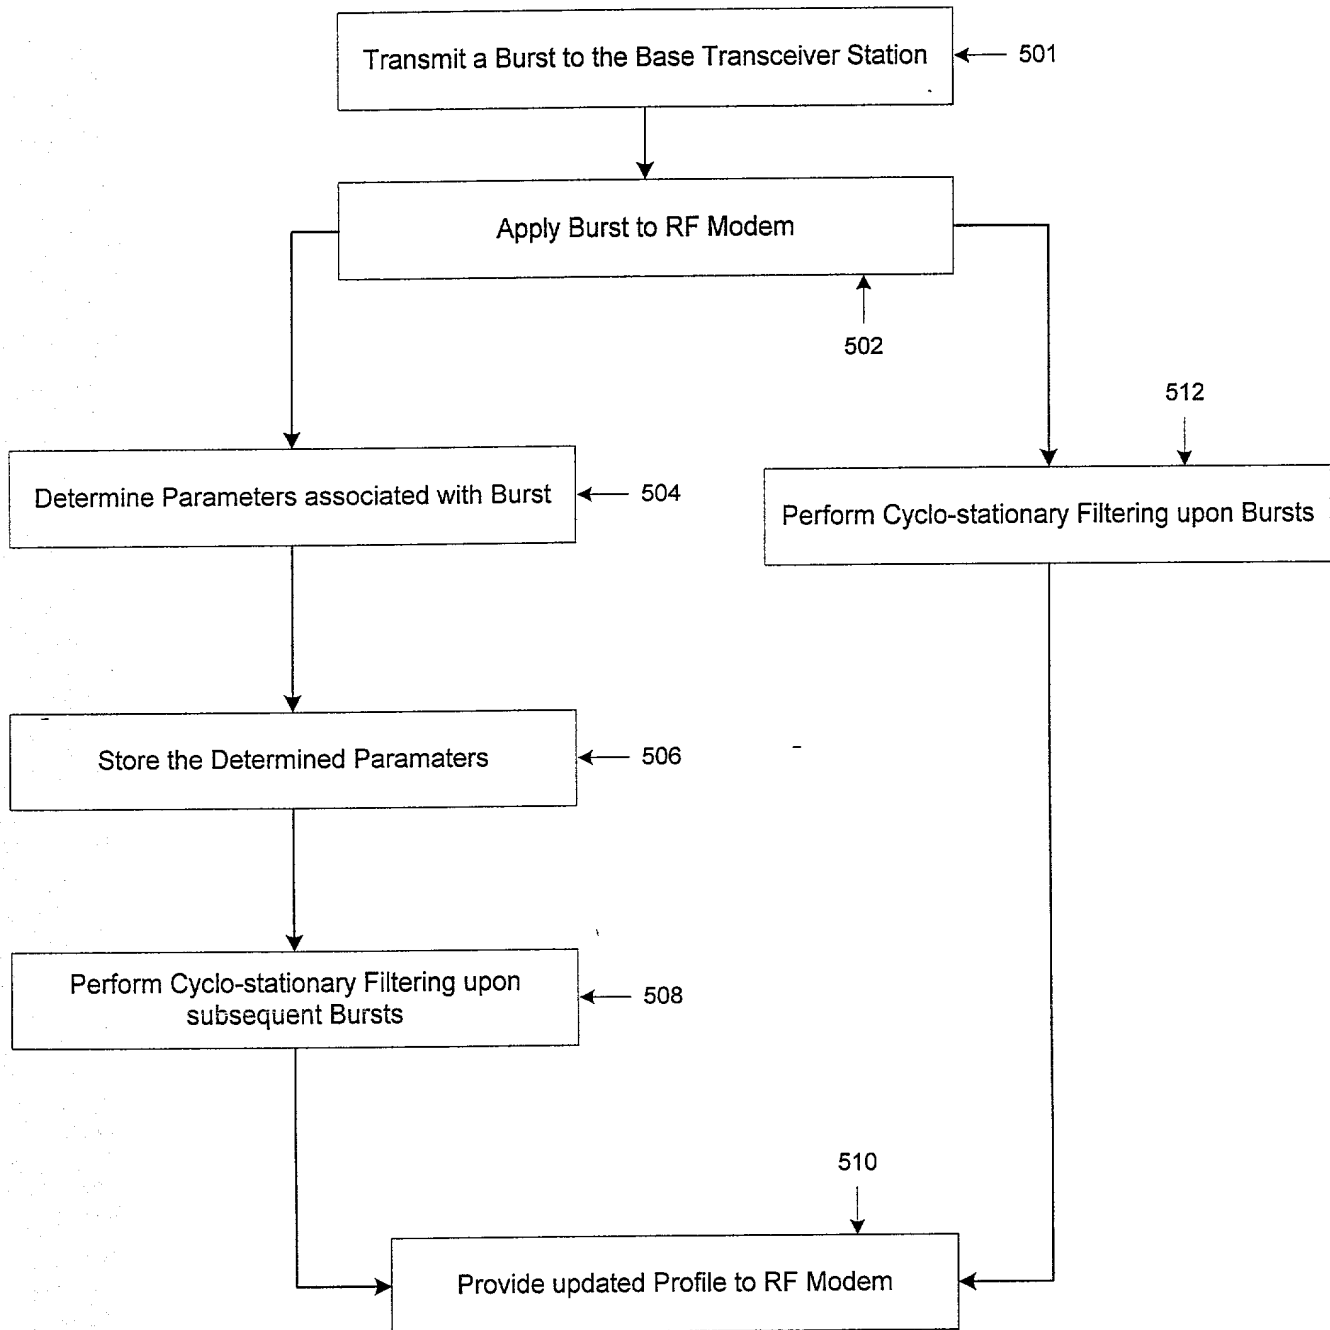 Transmit a Burst to the Base Transceiver Station
501
Apply Burst to RF Modem
502
512
Determine Parameters associated with Burst
504
Perform Cyclo-stationary Filtering upon Bursts
Store the Determined Paramaters
506
Perform Cyclo-stationary Filtering upon
subsequent Bursts
508
510
Provide updated Profile to RF Modem